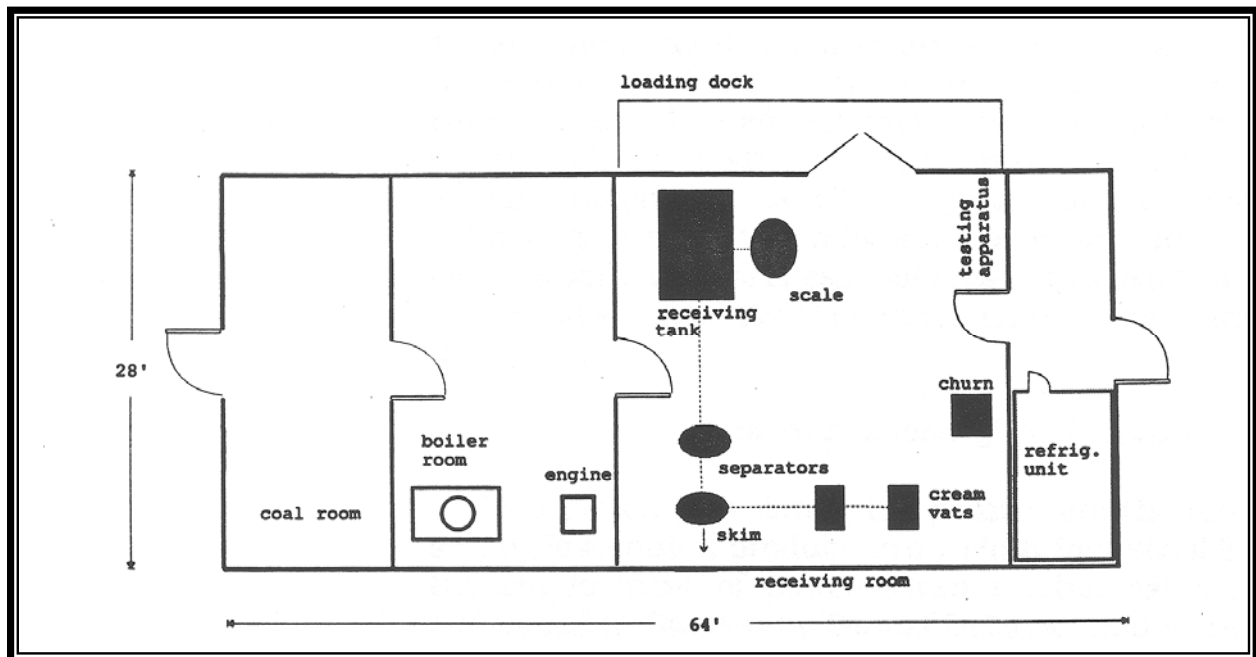 loading dock
testing
apparatus
scale
receiving
tank
28'
churn
boiler
room
engine
separators
refrig.
unit
cream
vats
coal room
skim
receiving room
64'